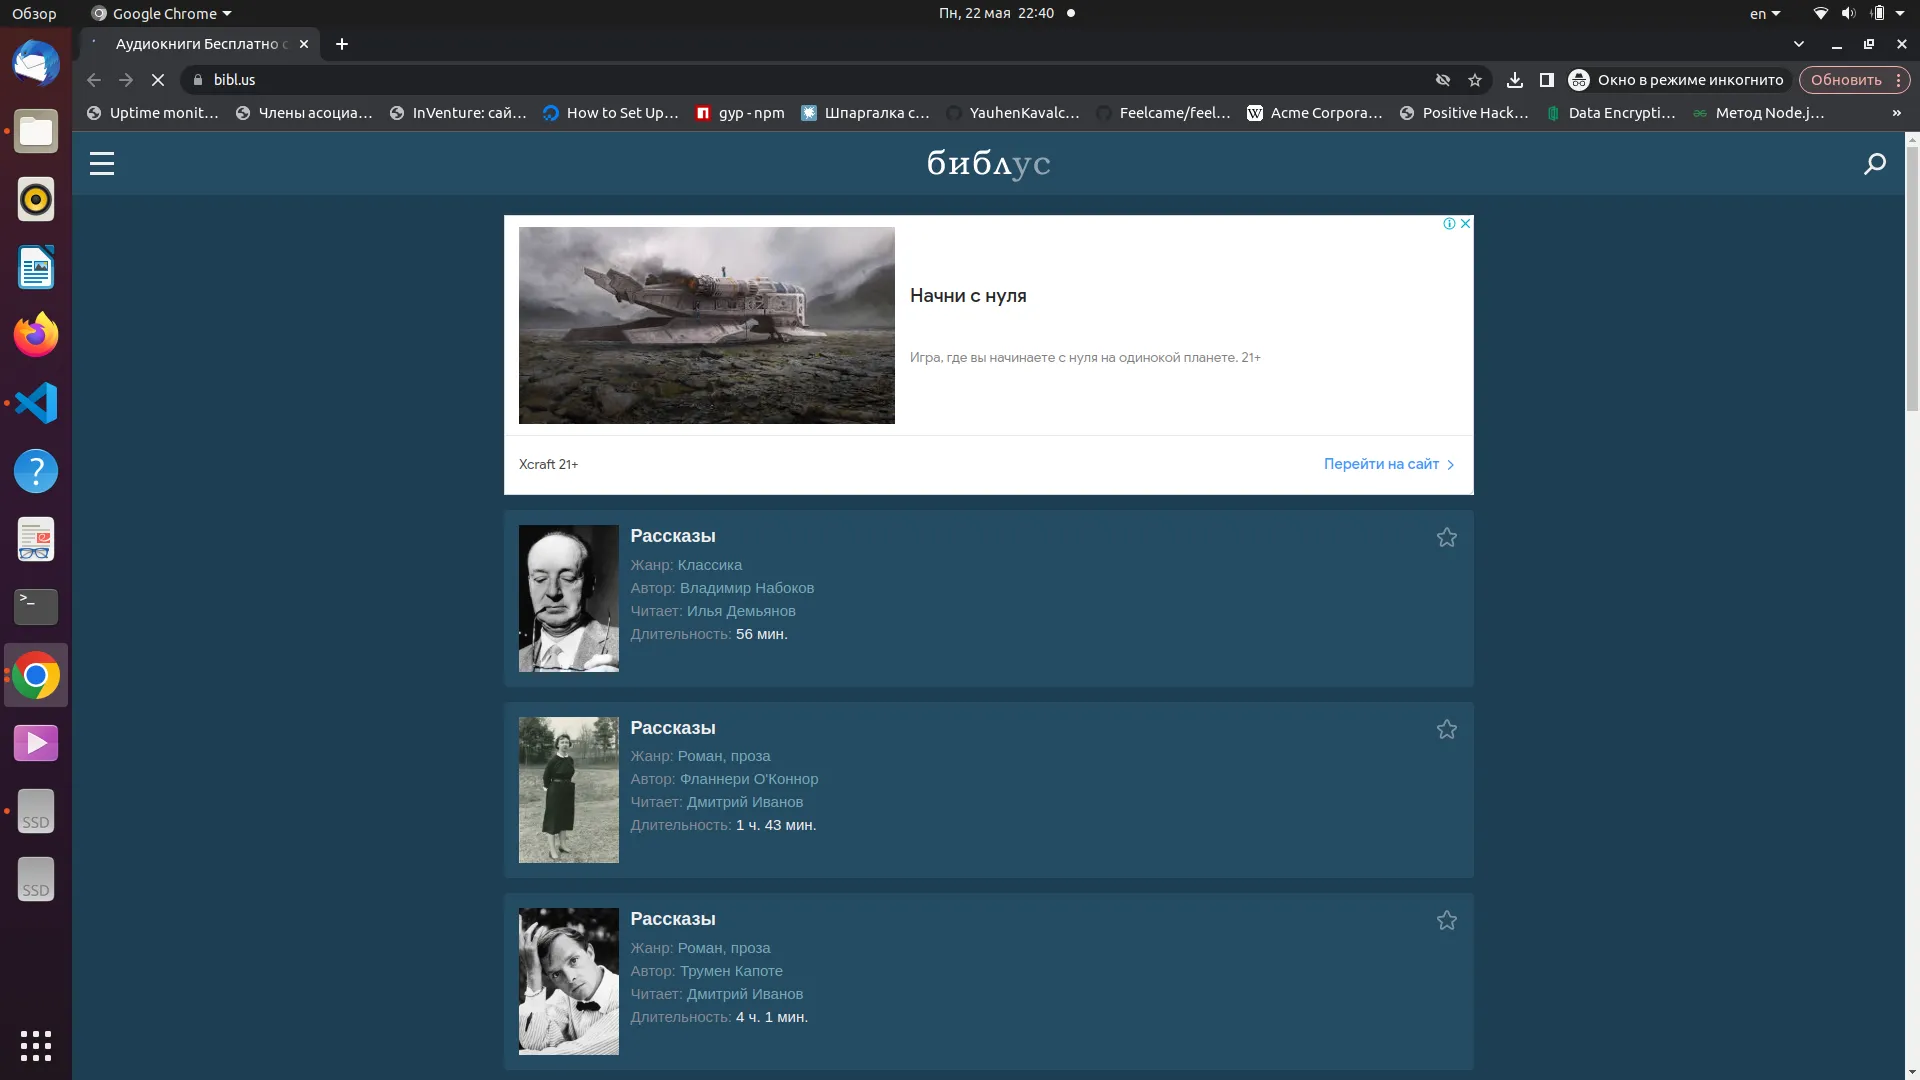 Обзор
Google Chrome
Пн, 22 мая 22:40
en
Аудиокниги Бесплатно с
bibl.us
Окно в режиме инкогнито
Обновить
Uptime monit…
Члены асоциа…
InVenture: сай…
How to Set Up…
gyp - npm
Шпаргалка с…
YauhenKavalc…
Feelcame/feel…
Acme Corpora…
Positive Hack…
Data Encrypti…
Метод Node.j…
»
библус
Начни с нуля
Игра, где вы начинаете с нуля на одинокой планете. 21+
Xcraft 21+
Перейти на сайт
Рассказы
Жанр: Классика
Автор: Владимир Набоков
Читает: Илья Демьянов
Длительность: 56 мин.
Рассказы
Жанр: Роман, проза
Автор: Фланнери О'Коннор
Читает: Дмитрий Иванов
Длительность: 1 ч. 43 мин.
Рассказы
Жанр: Роман, проза
Автор: Трумен Капоте
Читает: Дмитрий Иванов
Длительность: 4 ч. 1 мин.
SSD
SSD